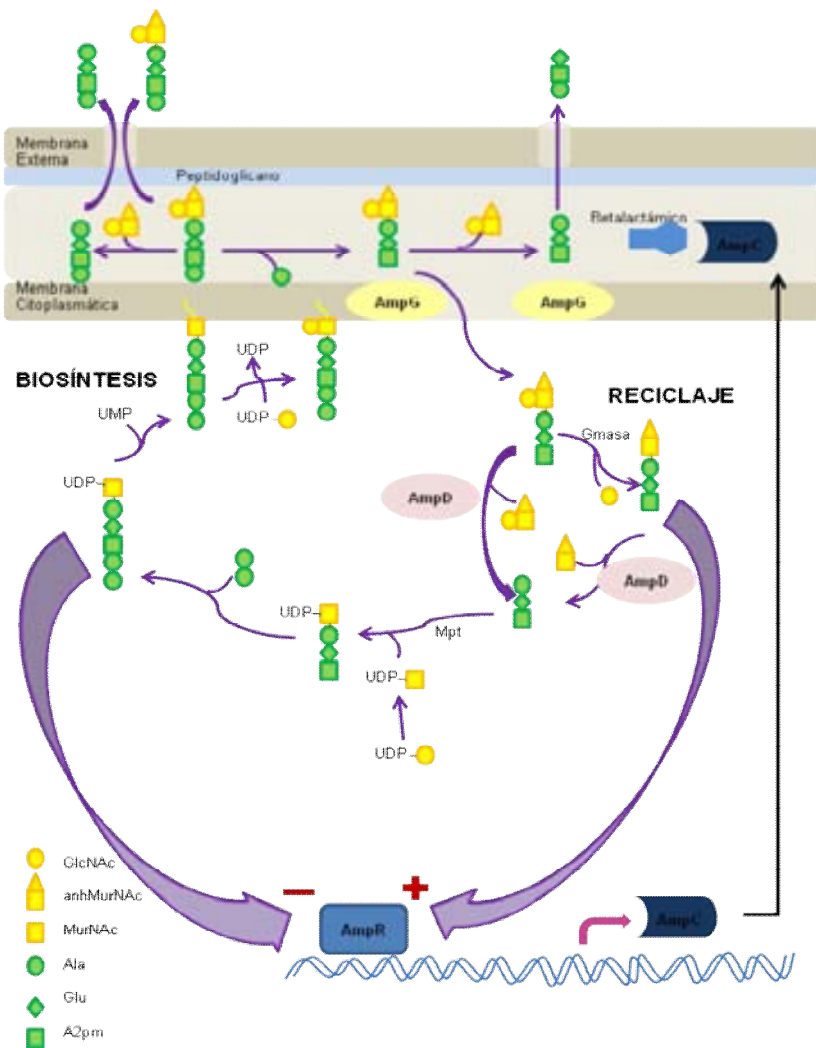 Membrana
Externa
Peptidoglicano
Betalactámico
AmpC
Membrana
Citoplasmática
AmpG
AmpG
BIOSÍNTESIS
UDP
UDP
UMP
RECICLAJE
Gmasa
UDP
AmpD
AmpD
UDP
Mpt
UDP
UDP
GlcNAc
anhMurNAc
MurNAc
Ala
Glu
A2pm
− +
AmpR
AmpC